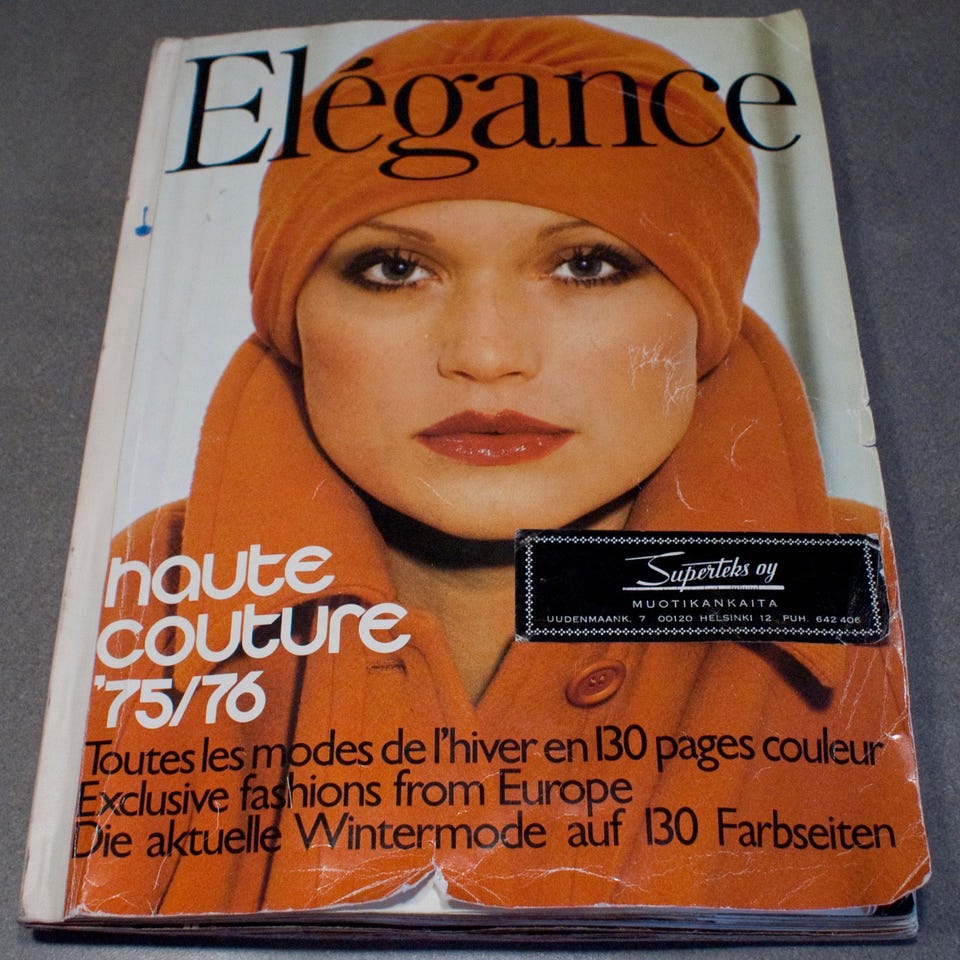 Elégance
haute
couture
'75/76
Superteks oy
MUOTIKANKAITA
UUDENMAANK. 7 00120 HELSINKI 12 PUH. 642 406
Toutes les modes de l'hiver en 130 pages couleur
Exclusive fashions from Europe
Die aktuelle Wintermode auf 130 Farbseiten